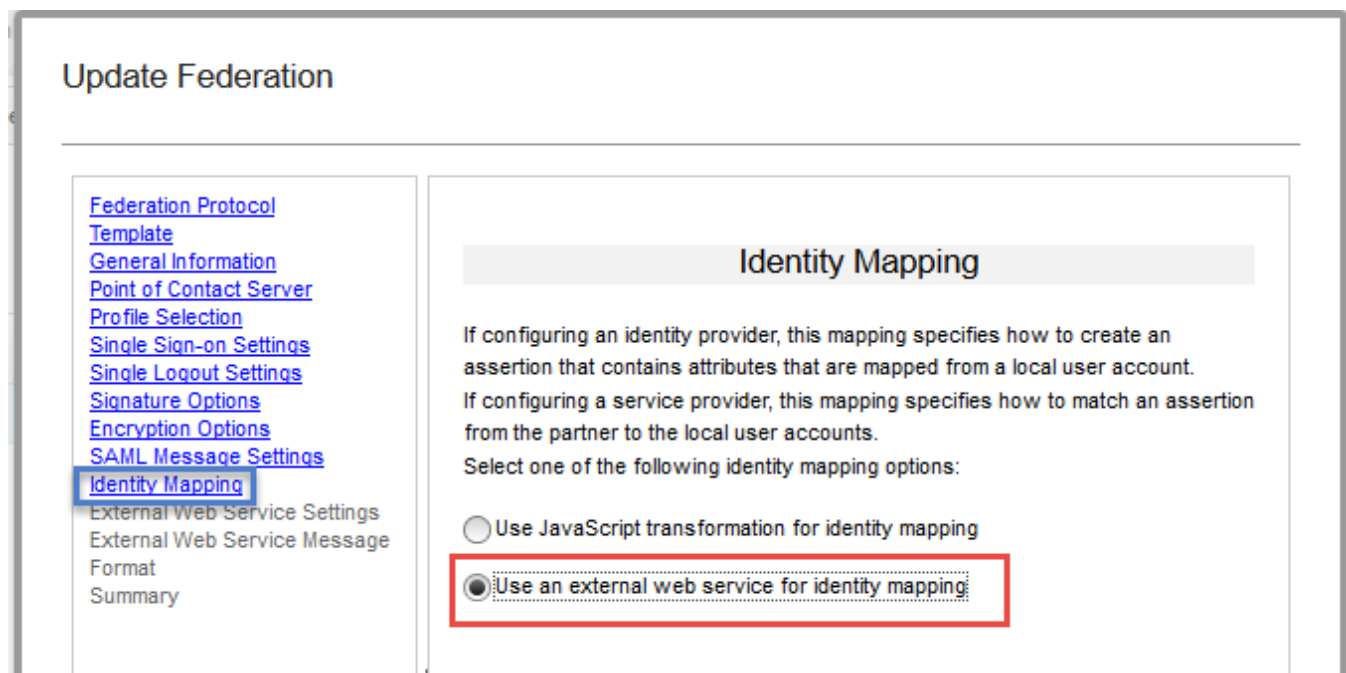 Update Federation
Federation Protocol
Template
General Information
Point of Contact Server
Profile Selection
Single Sign-on Settings
Single Logout Settings
Signature Options
Encryption Options
SAML Message Settings
Identity Mapping
External Web Service Settings
External Web Service Message
Format
Summary
Identity Mapping
If configuring an identity provider, this mapping specifies how to create an
assertion that contains attributes that are mapped from a local user account.
If configuring a service provider, this mapping specifies how to match an assertion
from the partner to the local user accounts.
Select one of the following identity mapping options:
Use JavaScript transformation for identity mapping
Use an external web service for identity mapping